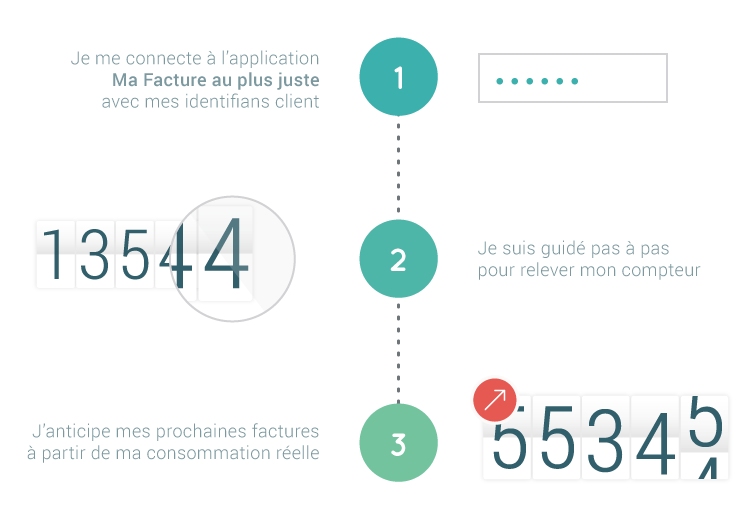 Je me connecte à l'application
Ma Facture au plus juste
avec mes identifians client
1
13544
2
Je suis guidé pas à pas
pour relever mon compteur
J'anticipe mes prochaines factures
à partir de ma consommation réelle
3
55345
4